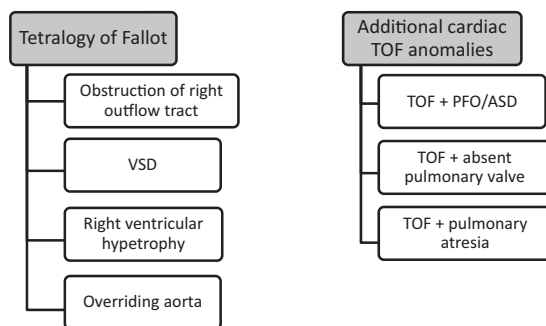 Tetralogy of Fallot
Obstruction of right
outflow tract
VSD
Right ventricular
hypetrophy
Overriding aorta
Additional cardiac
TOF anomalies
TOF + PFO/ASD
TOF + absent
pulmonary valve
TOF + pulmonary
atresia